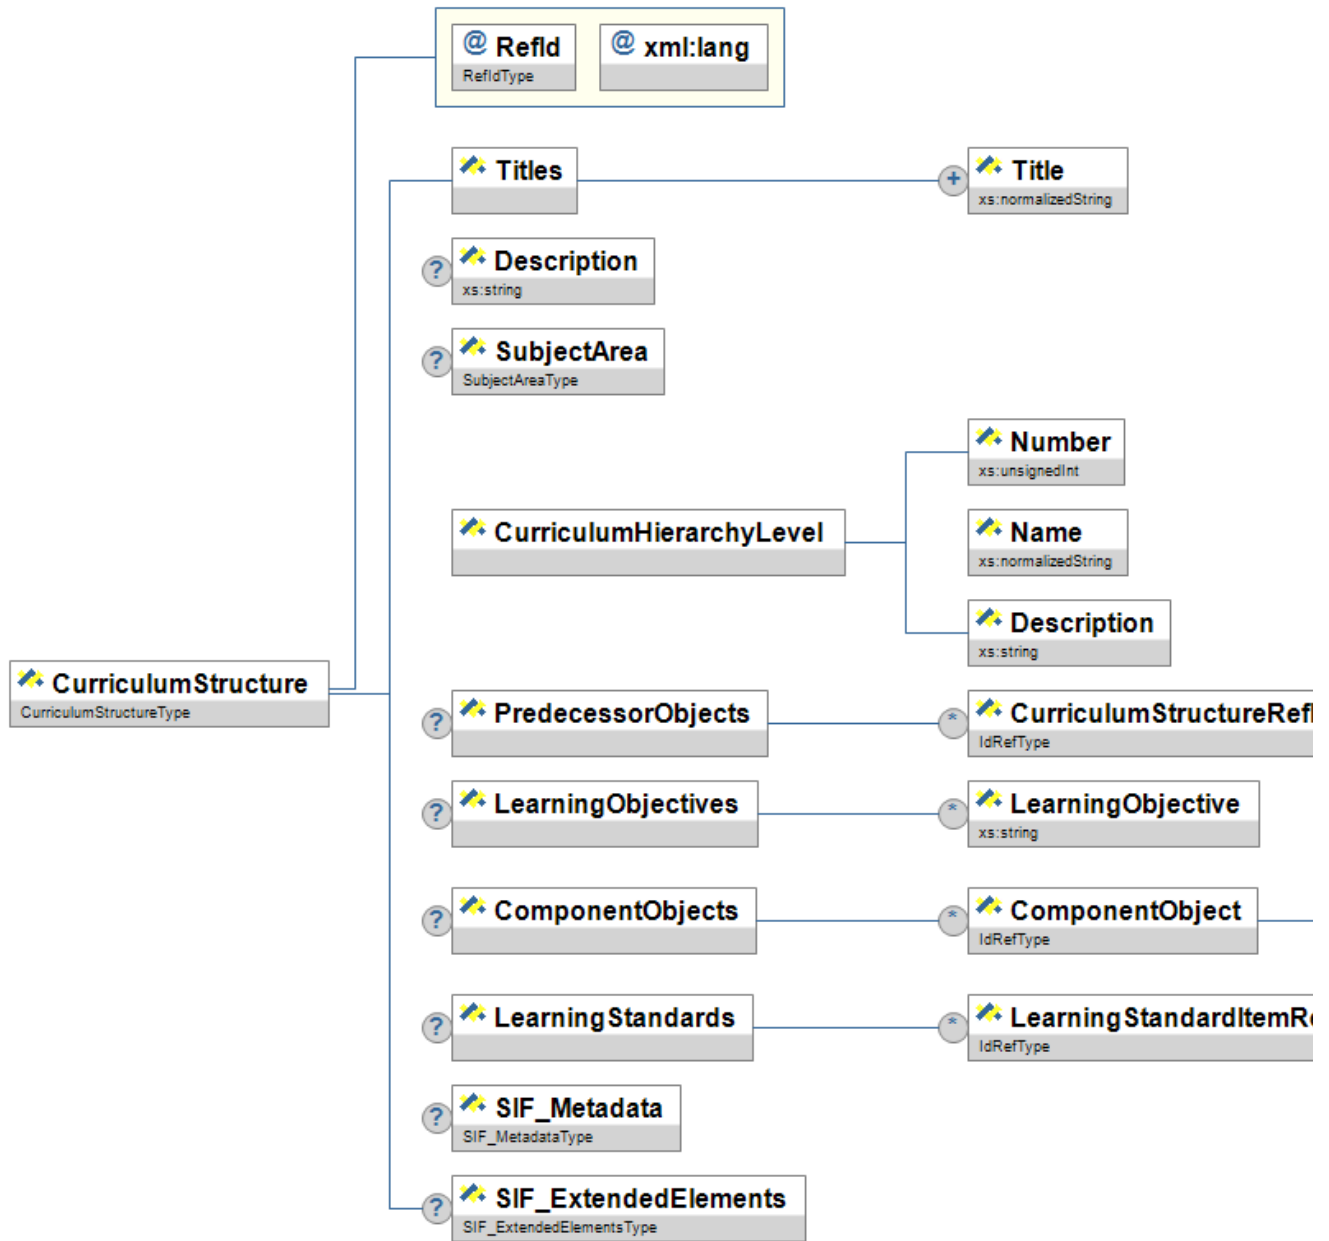 @ RefId
RefIdType
@ xml:lang
Titles
+ Title
xs:normalizedString
? Description
xs:string
? SubjectArea
SubjectAreaType
Number
xs:unsignedInt
CurriculumHierarchyLevel
Name
xs:normalizedString
Description
xs:string
CurriculumStructure
CurriculumStructureType
? PredecessorObjects
* CurriculumStructureRefI
IdRefType
? LearningObjectives
* LearningObjective
xs:string
? ComponentObjects
* ComponentObject
IdRefType
? LearningStandards
* LearningStandardItemRe
IdRefType
? SIF_Metadata
SIF_MetadataType
? SIF_ExtendedElements
SIF_ExtendedElementsType